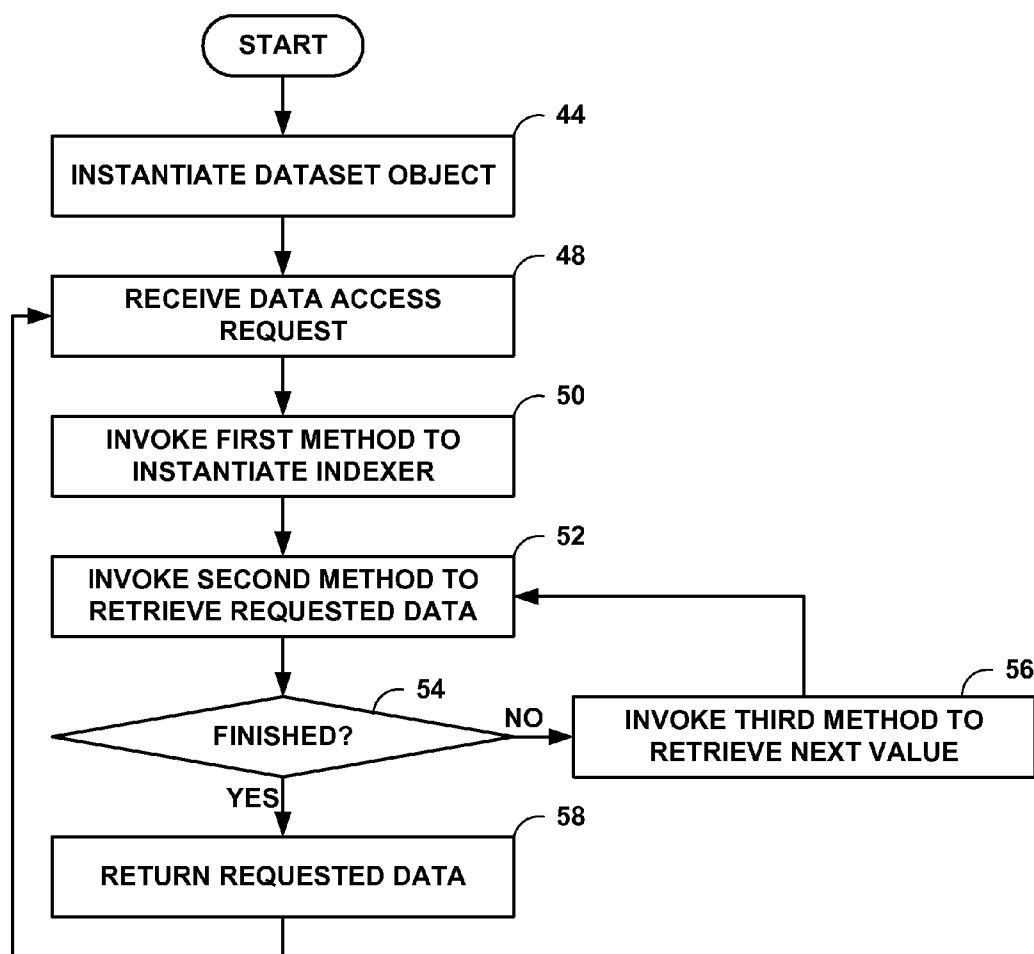 START
44
INSTANTIATE DATASET OBJECT
48
RECEIVE DATA ACCESS
REQUEST
50
INVOKE FIRST METHOD TO
INSTANTIATE INDEXER
52
INVOKE SECOND METHOD TO
RETRIEVE REQUESTED DATA
54
FINISHED?
NO
56
INVOKE THIRD METHOD TO
RETRIEVE NEXT VALUE
YES
58
RETURN REQUESTED DATA